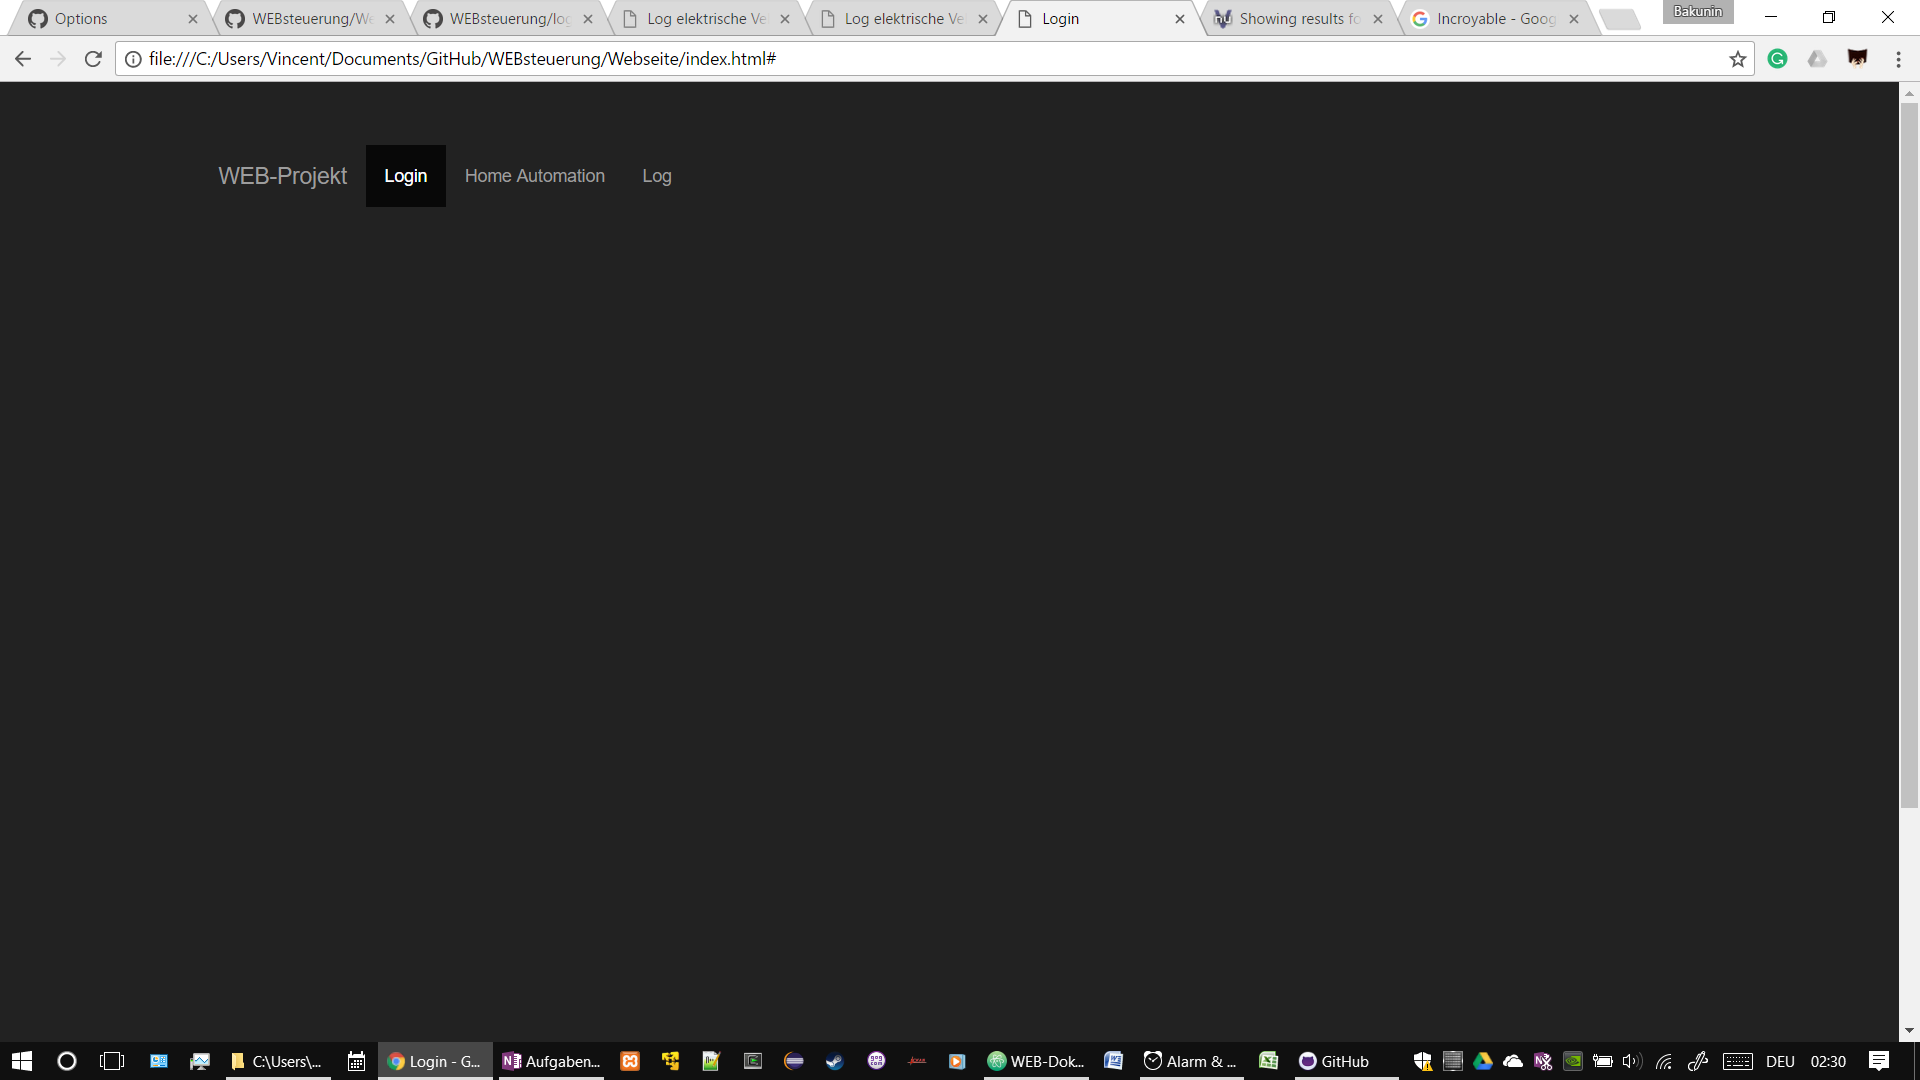 Options
WEBsteuerung/We
WEBsteuerung/log
Log elektrische Ve
Log elektrische Ve
Login
Showing results fo
Incroyable - Goog
Bakunin
file:///C:/Users/Vincent/Documents/GitHub/WEBsteuerung/Webseite/index.html#
WEB-Projekt
Login
Home Automation
Log
C:\Users\...
Login - G...
Aufgaben...
WEB-Dok...
Alarm & ...
GitHub
DEU
02:30